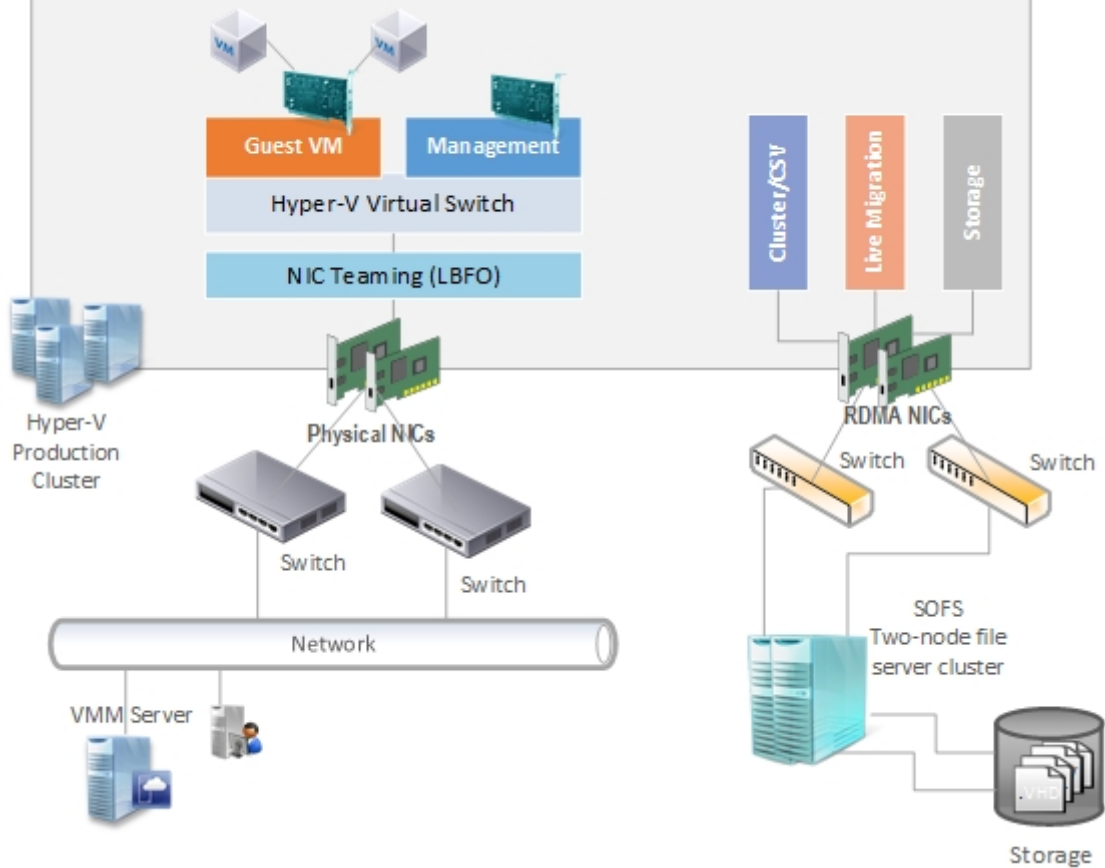 VM
VM
Guest VM
Management
Hyper-V Virtual Switch
NIC Teaming (LBFO)
Cluster/CSV
Live Migration
Storage
Hyper-V
Production
Cluster
Physical NICs
RDMA NICs
Switch
Switch
Switch
Switch
Network
SOFS
Two-node file
server cluster
VMM Server
.VHD
Storage